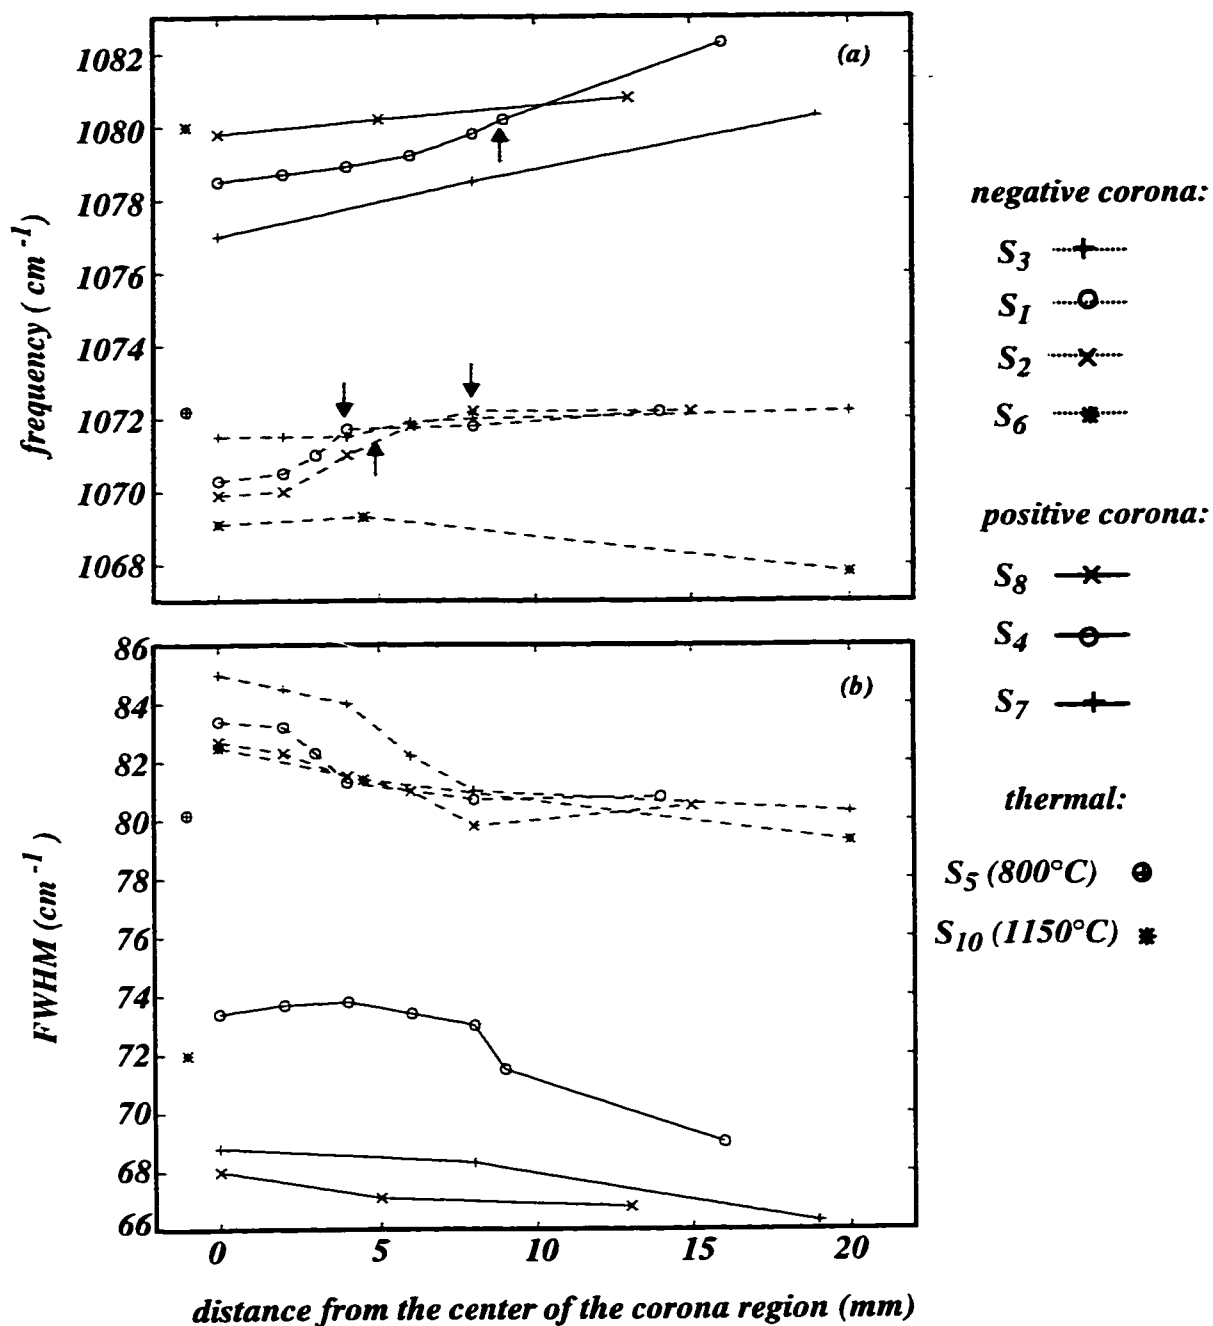 (a)
1082
1080
1078
1076
1074
1072
1070
1068
frequency ( cm -1)
negative corona:
S3
S1
S2
S6
positive corona:
S8
S4
S7
thermal:
S5 (800°C)
S10 (1150°C)
(b)
86
84
82
80
78
76
74
72
70
68
66
FWHM (cm -1)
0 5 10 15 20
distance from the center of the corona region (mm)